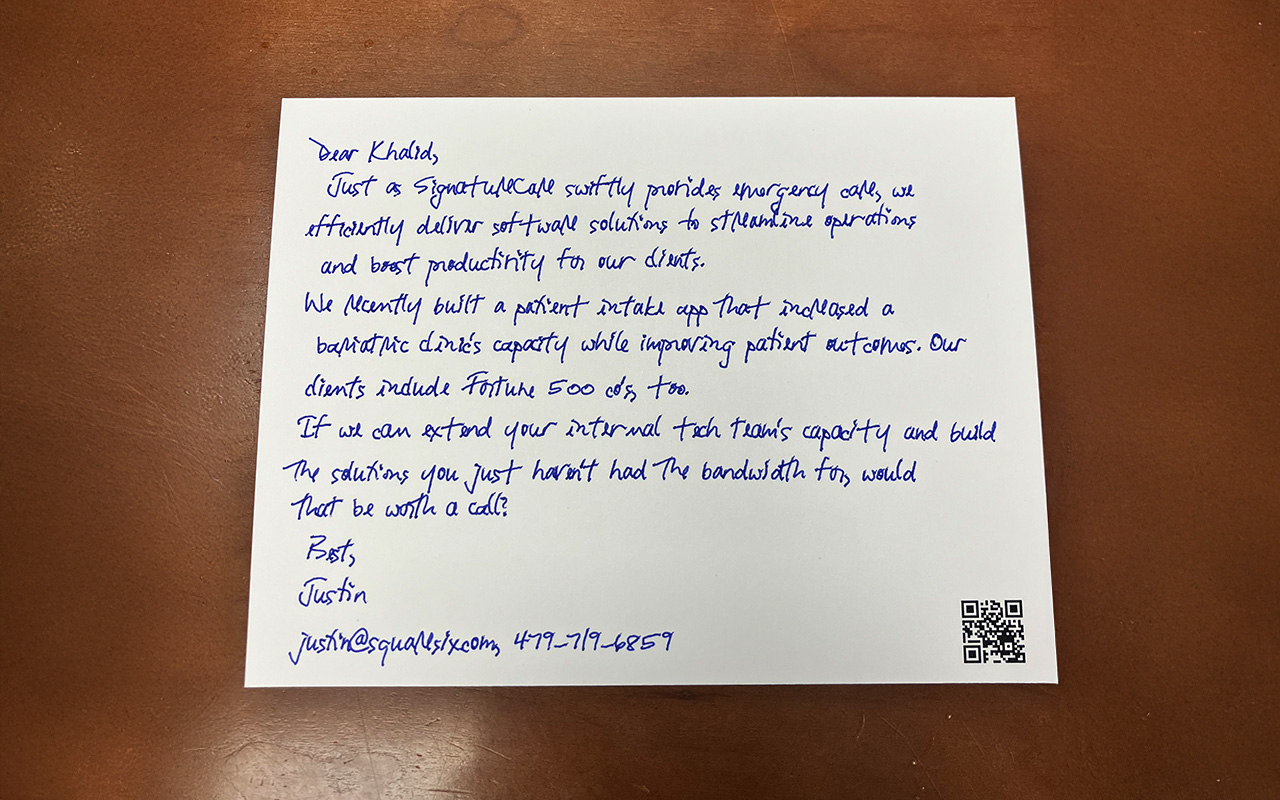 Dear Khalid,
Just as SignatureCare swiftly provides emergency care, we
efficiently deliver software solutions to streamline operations
and boost productivity for our clients.
We recently built a patient intake app that increased a
bariatric clinic's capacity while improving patient outcomes. Our
clients include Fortune 500 co's, too.
If we can extend your internal tech team's capacity and build
the solutions you just haven't had the bandwidth for, would
that be worth a call?
Best,
Justin
justin@squaresix.com, 479-719-6859